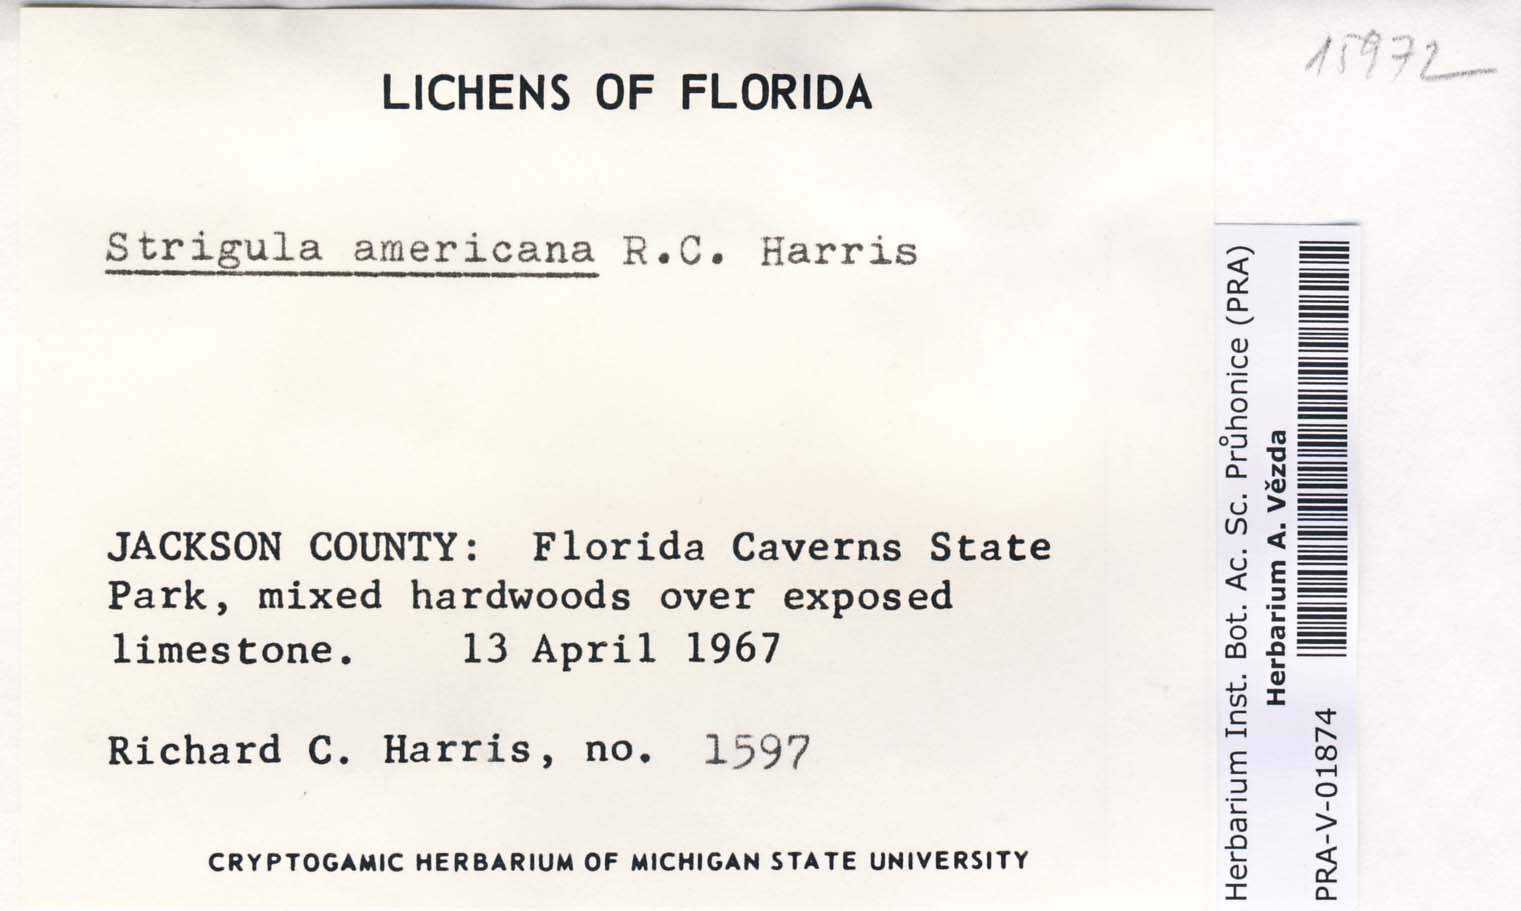 15972
LICHENS OF FLORIDA
Strigula americana R.C. Harris
JACKSON COUNTY: Florida Caverns State
Park, mixed hardwoods over exposed
limestone. 13 April 1967
Richard C. Harris, no. 1597
CRYPTOGAMIC HERBARIUM OF MICHIGAN STATE UNIVERSITY
Herbarium Inst. Bot. Ac. Sc. Průhonice (PRA)
Herbarium A. Vězda
PRA-V-01874